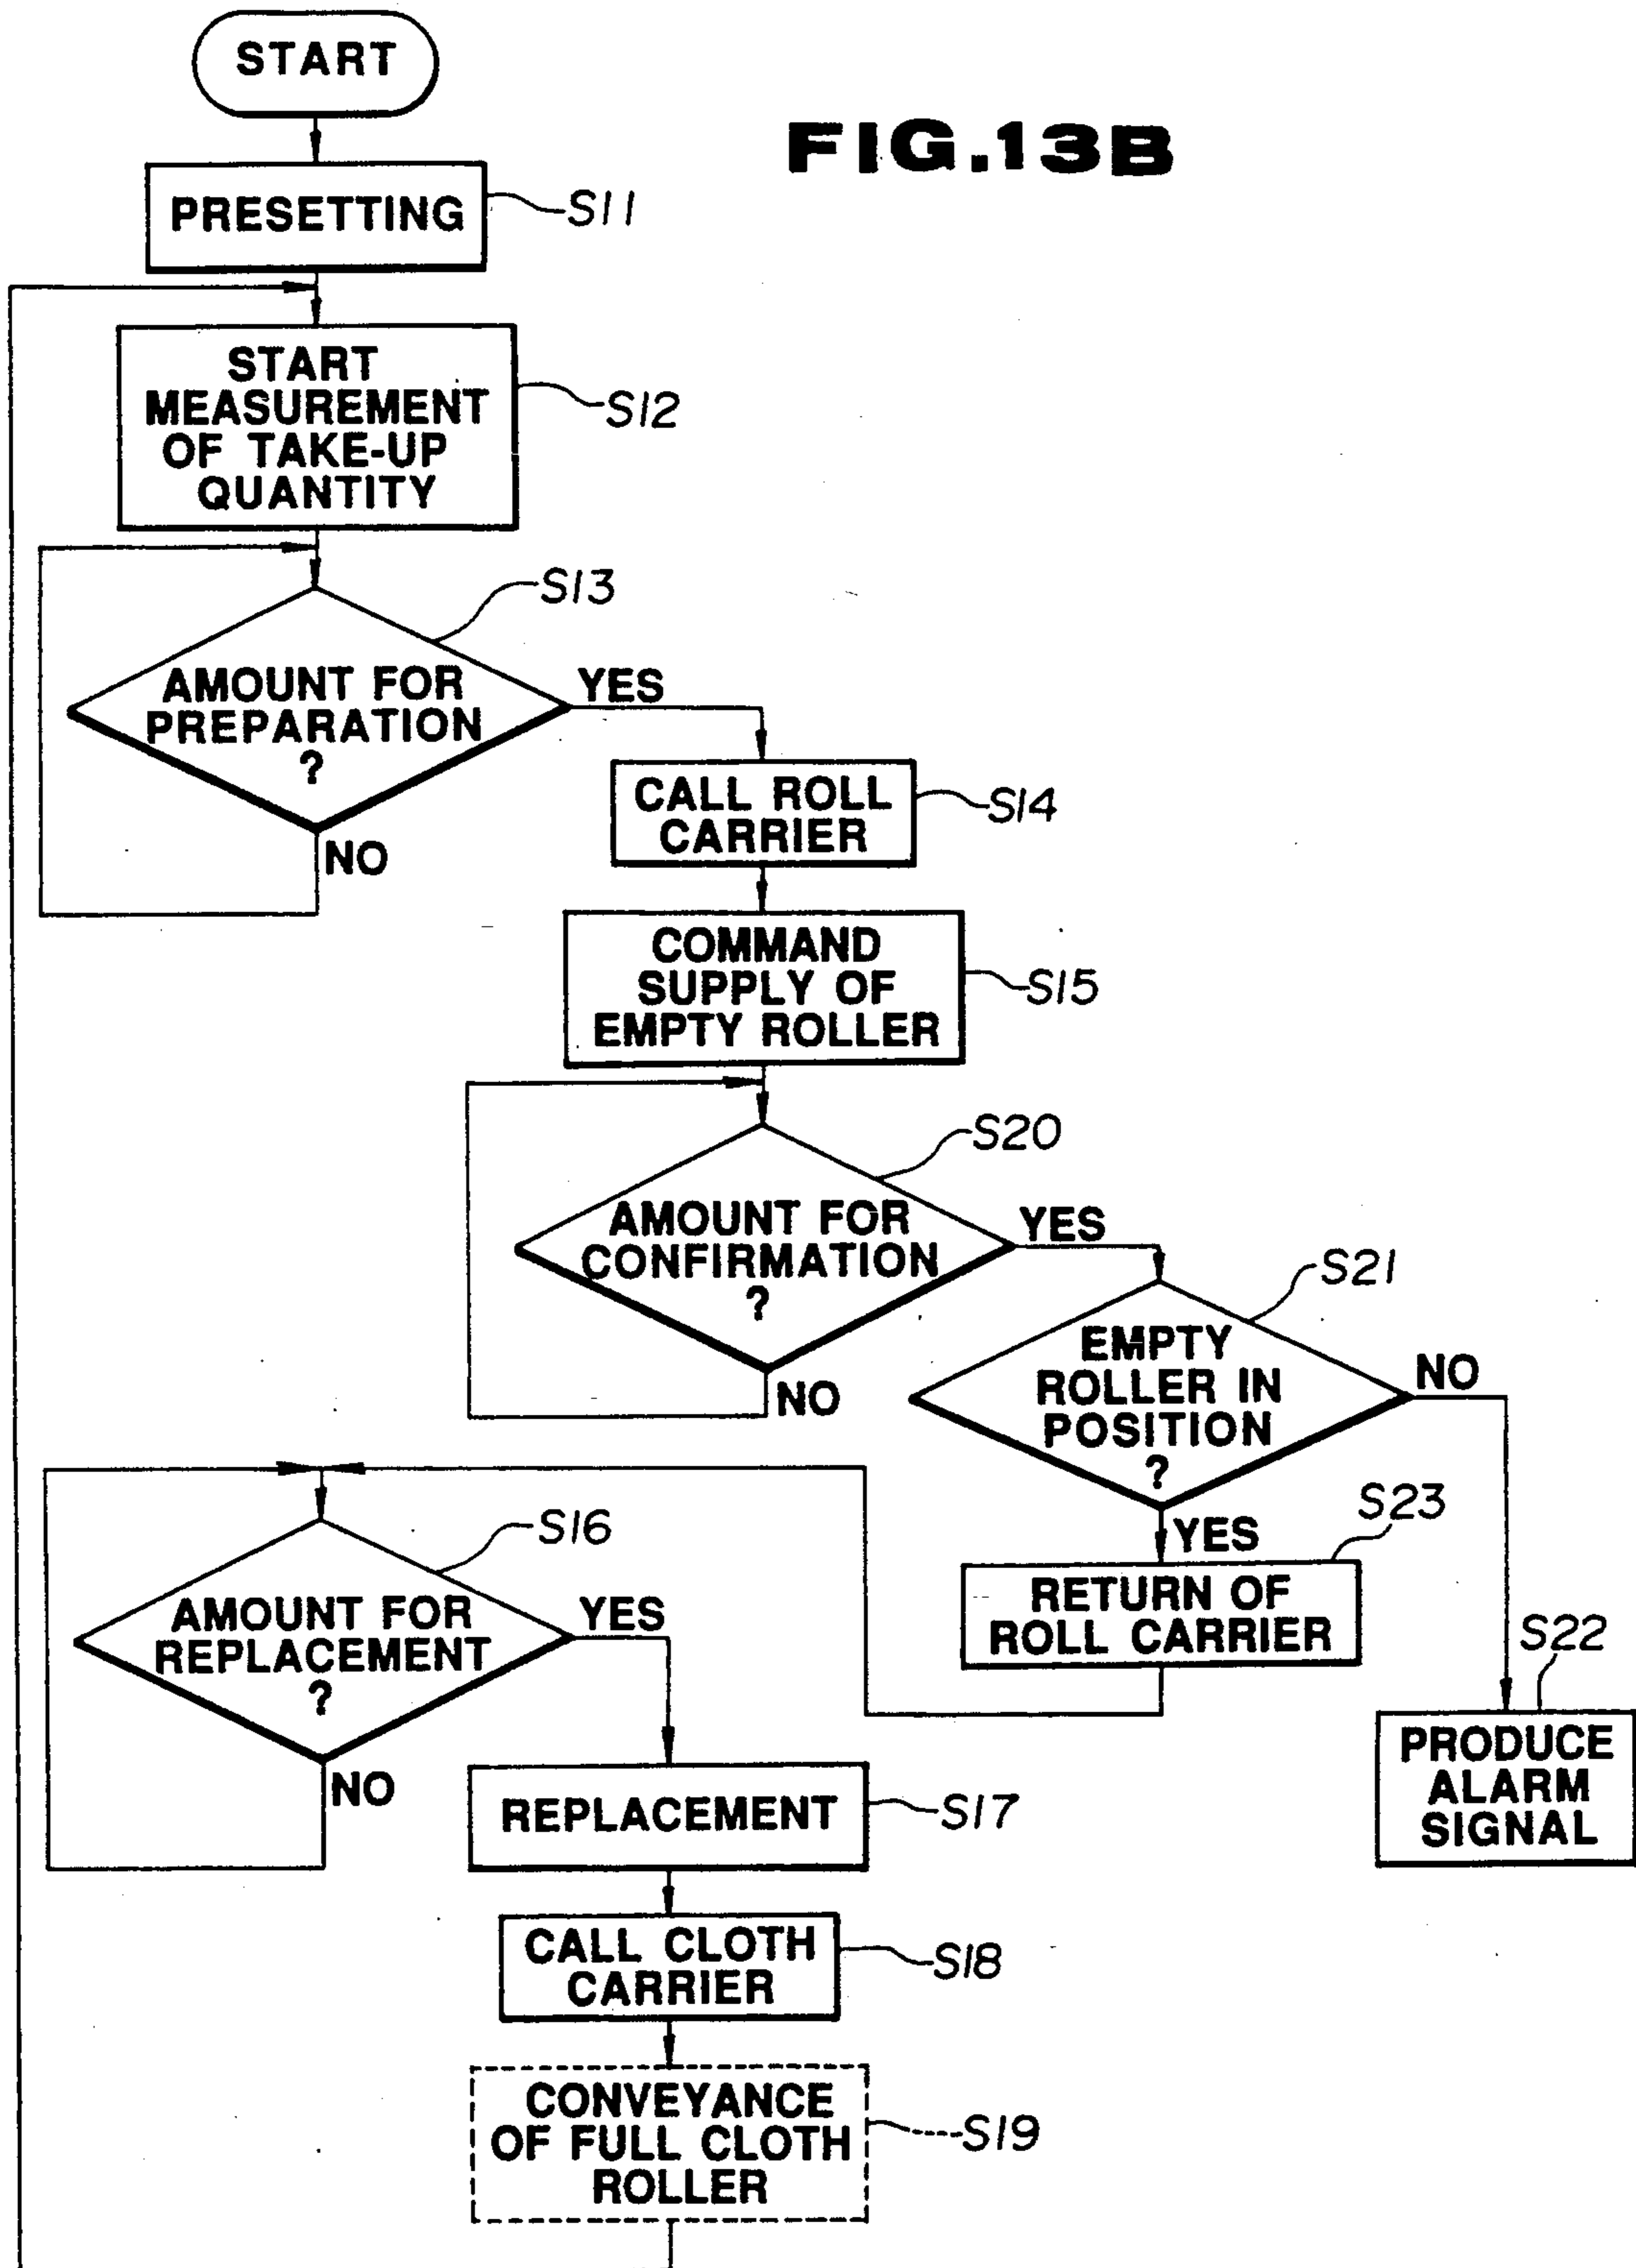 START
FIG.13B
PRESETTING
S11
START
MEASUREMENT
OF TAKE-UP
QUANTITY
S12
S13
AMOUNT FOR
PREPARATION
?
YES
NO
CALL ROLL
CARRIER
S14
COMMAND
SUPPLY OF
EMPTY ROLLER
S15
S20
AMOUNT FOR
CONFIRMATION
?
YES
NO
S21
EMPTY
ROLLER IN
POSITION
?
NO
YES
S23
RETURN OF
ROLL CARRIER
S22
PRODUCE
ALARM
SIGNAL
S16
AMOUNT FOR
REPLACEMENT
?
YES
NO
REPLACEMENT
S17
CALL CLOTH
CARRIER
S18
CONVEYANCE
OF FULL CLOTH
ROLLER
S19